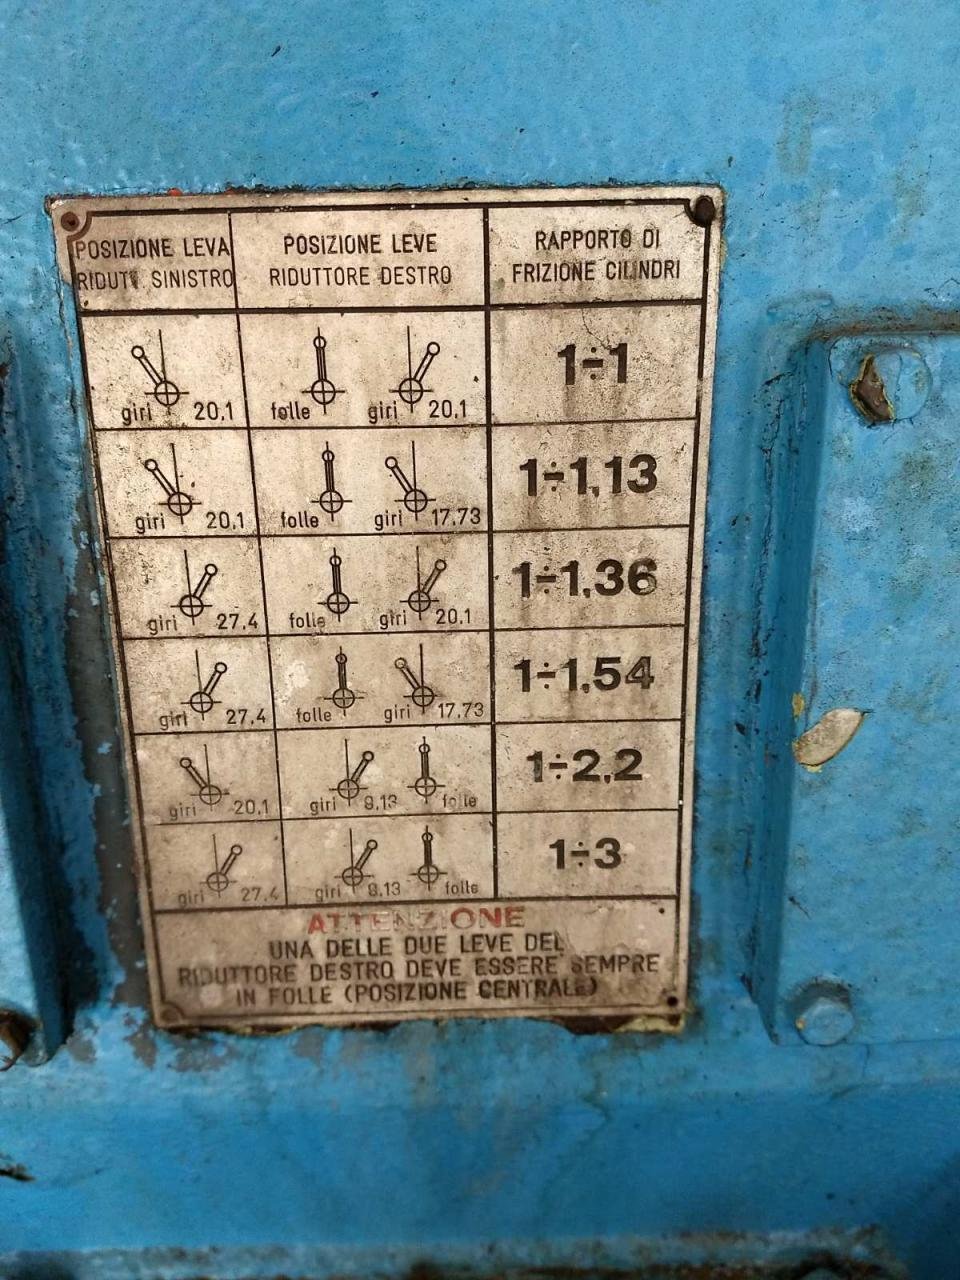 POSIZIONE LEVA
RIDUTT. SINISTRO
POSIZIONE LEVE
RIDUTTORE DESTRO
RAPPORTO DI
FRIZIONE CILINDRI
giri 20,1 folle giri 20,1 1÷1
giri 20,1 folle giri 17,73 1÷1,13
giri 27,4 folle giri 20,1 1÷1,36
giri 27,4 folle giri 17,73 1÷1,54
giri 20,1 giri 9,13 folle 1÷2,2
giri 27,4 giri 9,13 folle 1÷3
ATTENZIONE
UNA DELLE DUE LEVE DEL
RIDUTTORE DESTRO DEVE ESSERE SEMPRE
IN FOLLE (POSIZIONE CENTRALE)